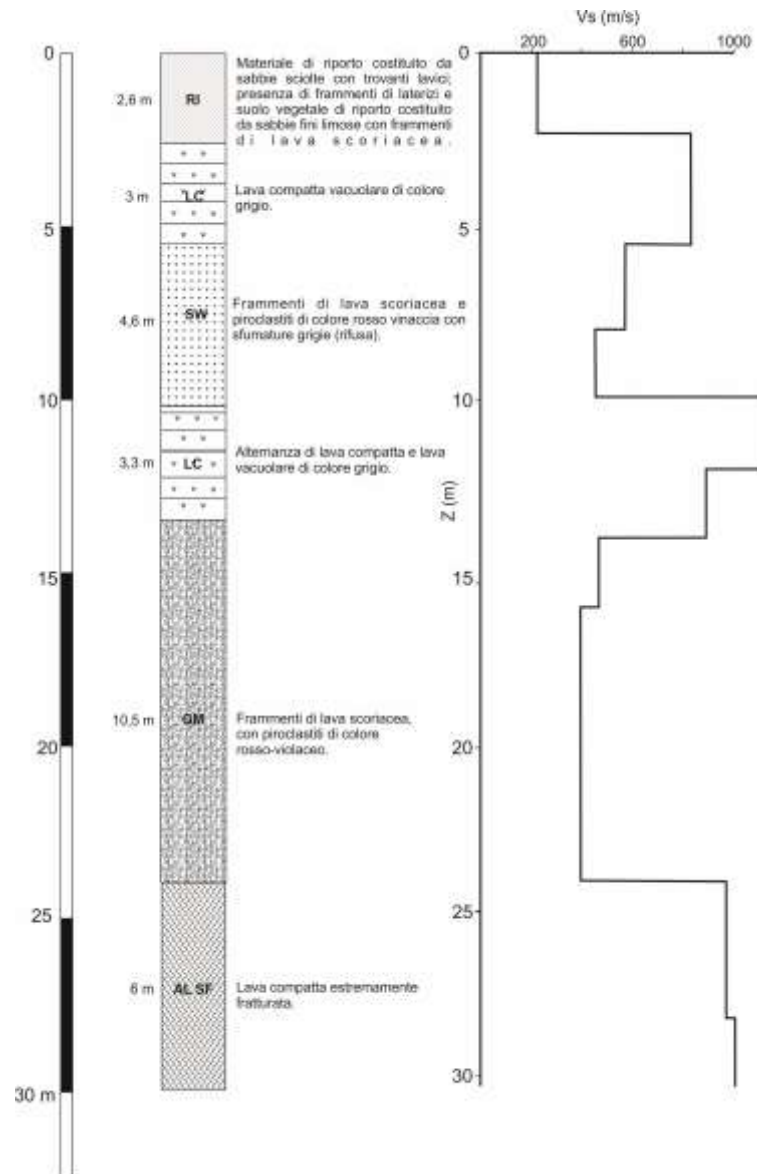 Vs (m/s)
200
600
1000
0
0
Materiale di riporto costituito da
sabbie sciolte con trovanti lavici;
presenza di frammenti di laterizi e
suolo vegetale di riporto costituito
da sabbie fini limose con frammenti
di lava scoriacea.
2,6 m
RI
3 m
LC
Lava compatta vacuolare di colore
grigio.
5
5
4,6 m
SW
Frammenti di lava scoriacea e
piroclastiti di colore rosso vinaccia con
sfumature grigie (rifusa).
10
10
3,3 m
LC
Alternanza di lava compatta e lava
vacuolare di colore grigio.
Z (m)
15
15
10,5 m
GM
Frammenti di lava scoriacea,
con piroclastiti di colore
rosso-violaceo.
20
20
25
25
6 m
AL SF
Lava compatta estremamente
fratturata.
30 m
30